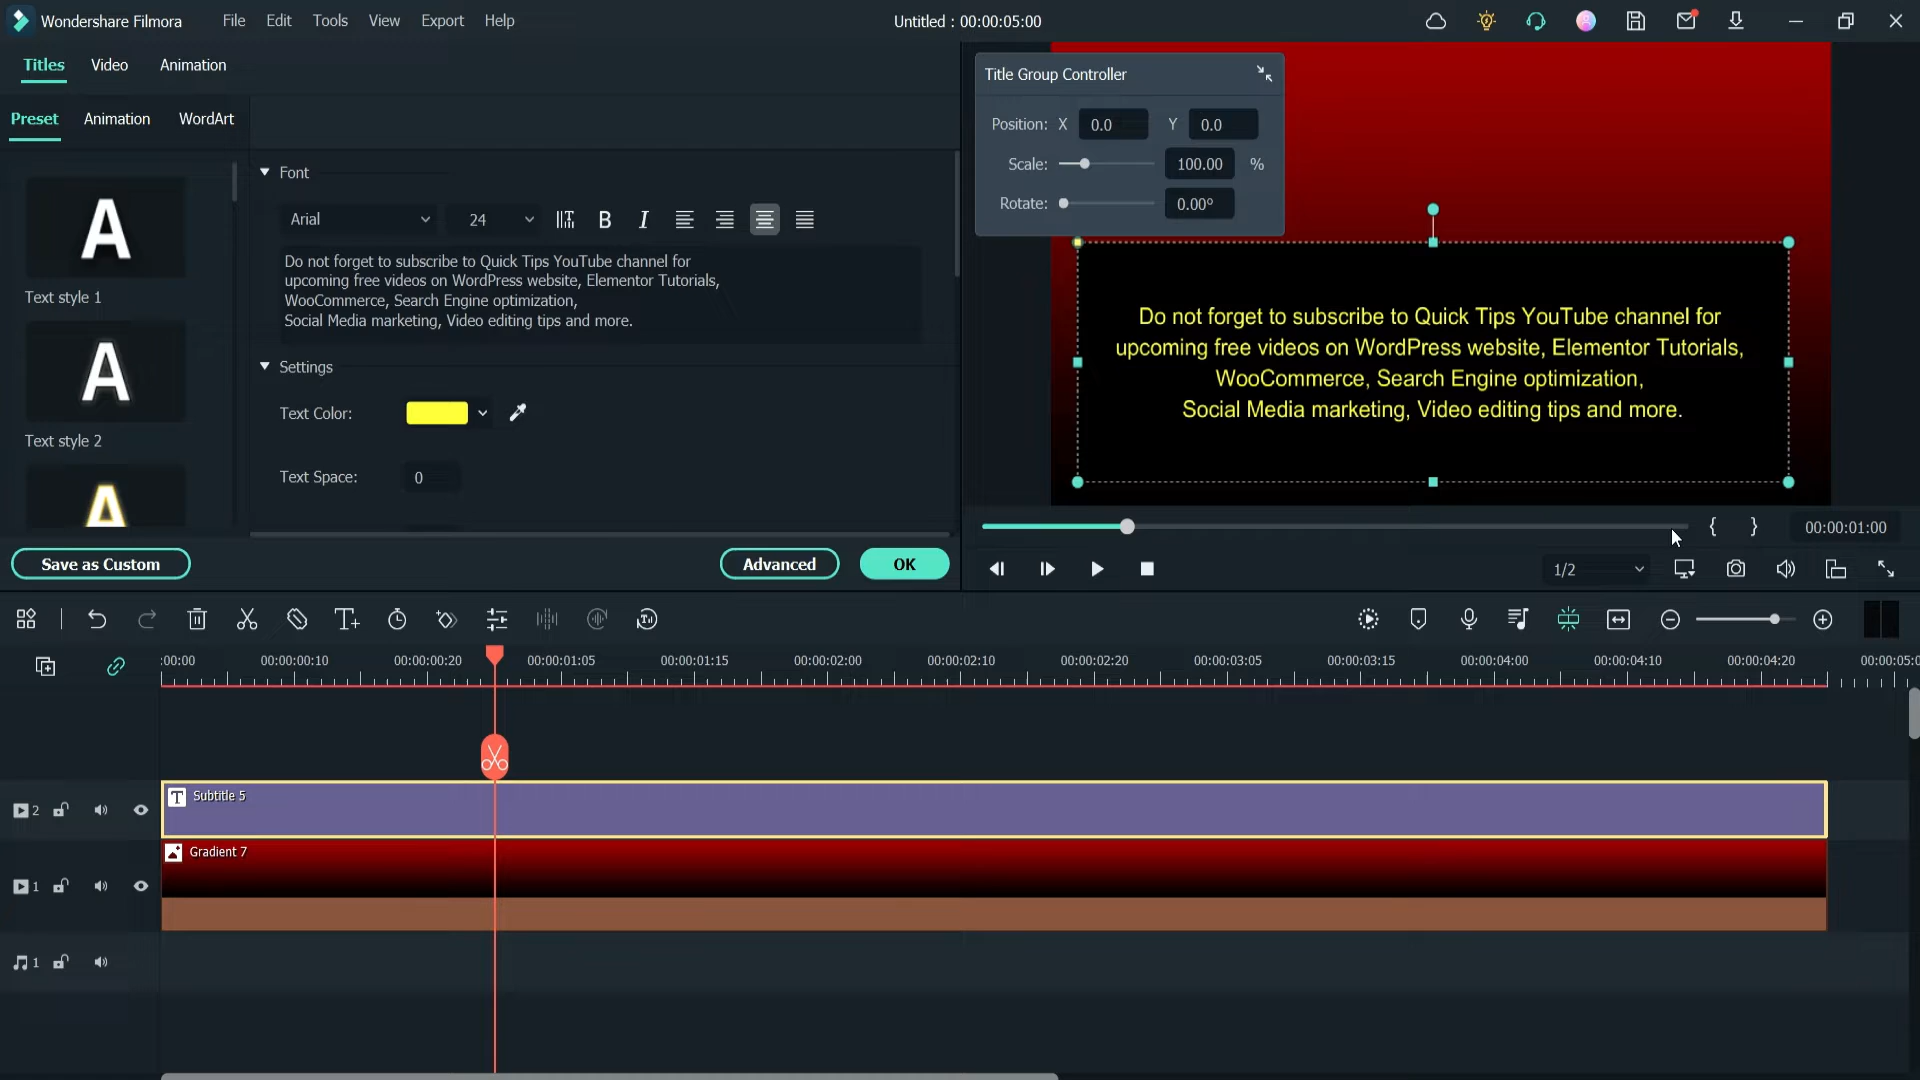 Wondershare Filmora File Edit Tools View Export Help Untitled : 00:00:05:00
Titles Video Animation
Preset Animation WordArt
A
Text style 1
A
Text style 2
A
Font
Arial 24 B I
Do not forget to subscribe to Quick Tips YouTube channel for
upcoming free videos on WordPress website, Elementor Tutorials,
WooCommerce, Search Engine optimization,
Social Media marketing, Video editing tips and more.
Settings
Text Color:
Text Space: 0
Save as Custom Advanced OK
Title Group Controller
Position: X 0.0 Y 0.0
Scale: 100.00 %
Rotate: 0.00º
Do not forget to subscribe to Quick Tips YouTube channel for
upcoming free videos on WordPress website, Elementor Tutorials,
WooCommerce, Search Engine optimization,
Social Media marketing, Video editing tips and more.
{ } 00:00:01:00
1/2
:00:00 00:00:00:10 00:00:00:20 00:00:01:05 00:00:01:15 00:00:02:00 00:00:02:10 00:00:02:20 00:00:03:05 00:00:03:15 00:00:04:00 00:00:04:10 00:00:04:20 00:00:05:0
2 T Subtitle 5
Gradient 7
1
1